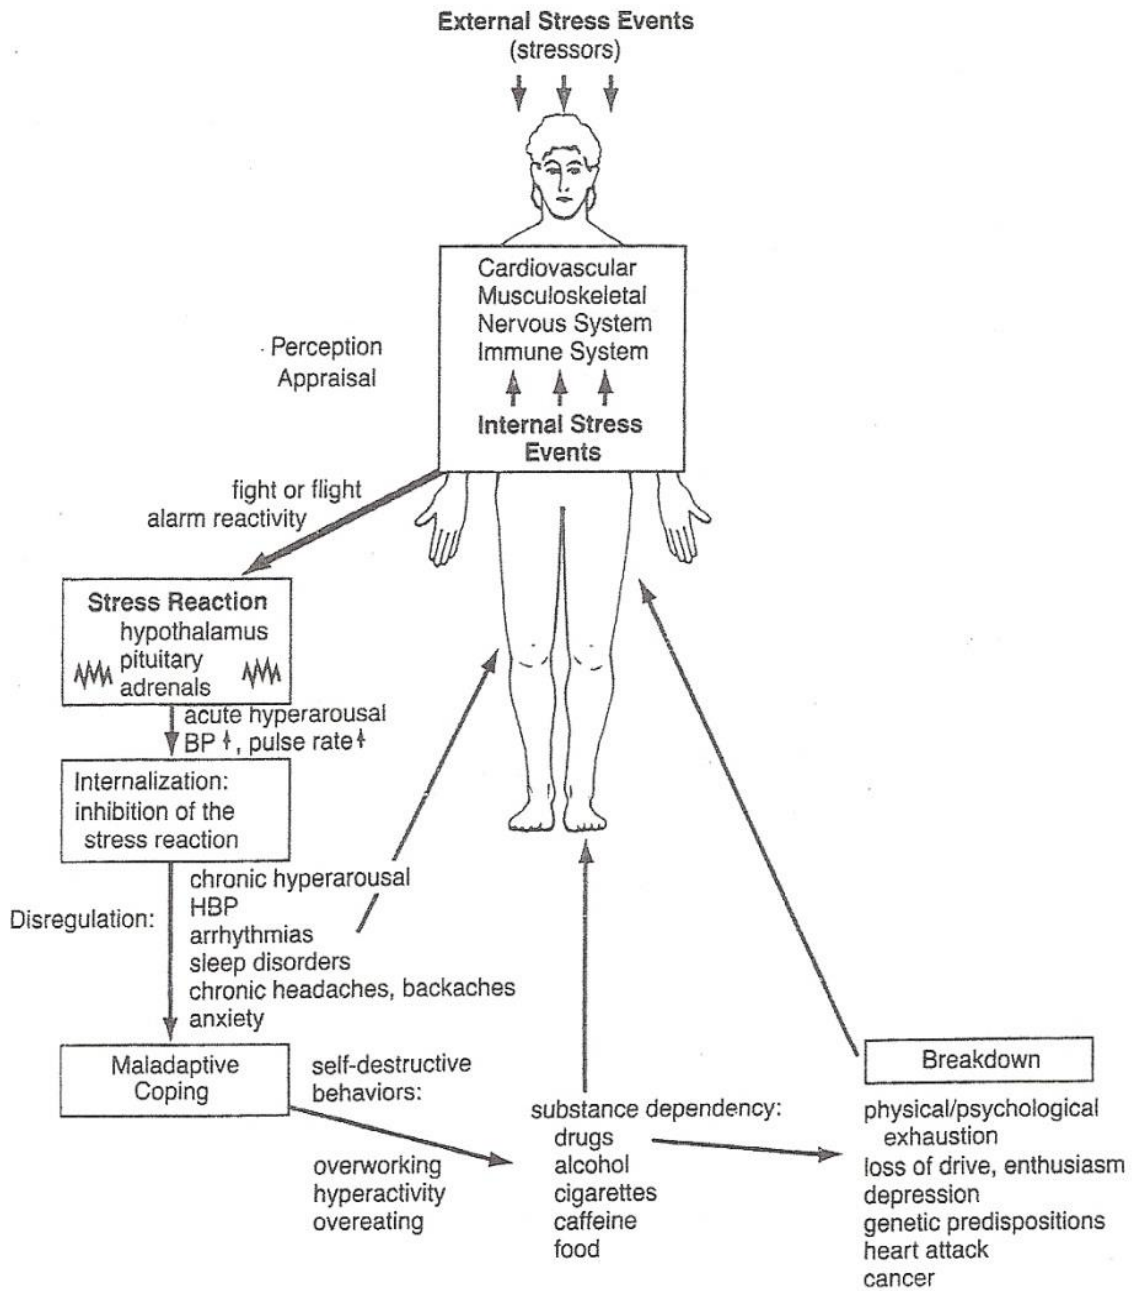 External Stress Events
(stressors)
Cardiovascular
Musculoskeletal
Nervous System
Immune System
Internal Stress
Events
Perception
Appraisal
fight or flight
alarm reactivity
Stress Reaction
hypothalamus
pituitary
adrenals
acute hyperarousal
BP ↑, pulse rate ↑
Internalization:
inhibition of the
stress reaction
Disregulation:
chronic hyperarousal
HBP
arrhythmias
sleep disorders
chronic headaches, backaches
anxiety
Maladaptive
Coping
self-destructive
behaviors:
overworking
hyperactivity
overeating
substance dependency:
drugs
alcohol
cigarettes
caffeine
food
Breakdown
physical/psychological
exhaustion
loss of drive, enthusiasm
depression
genetic predispositions
heart attack
cancer